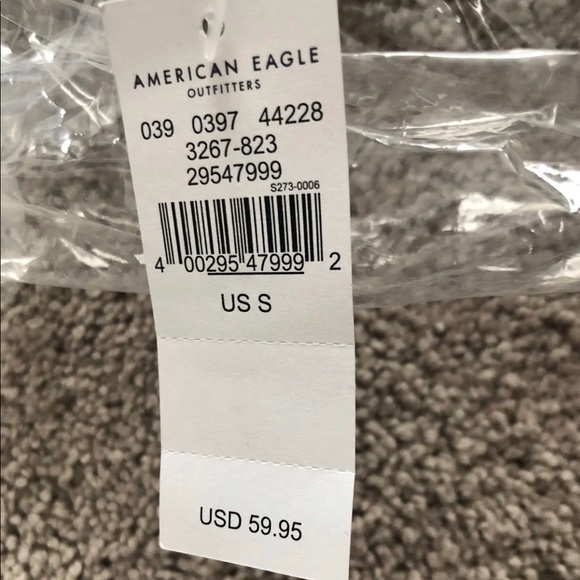 AMERICAN EAGLE
OUTFITTERS
039 0397 44228
3267-823
29547999
S273-0006
4 00295 47999 2
US S
USD 59.95